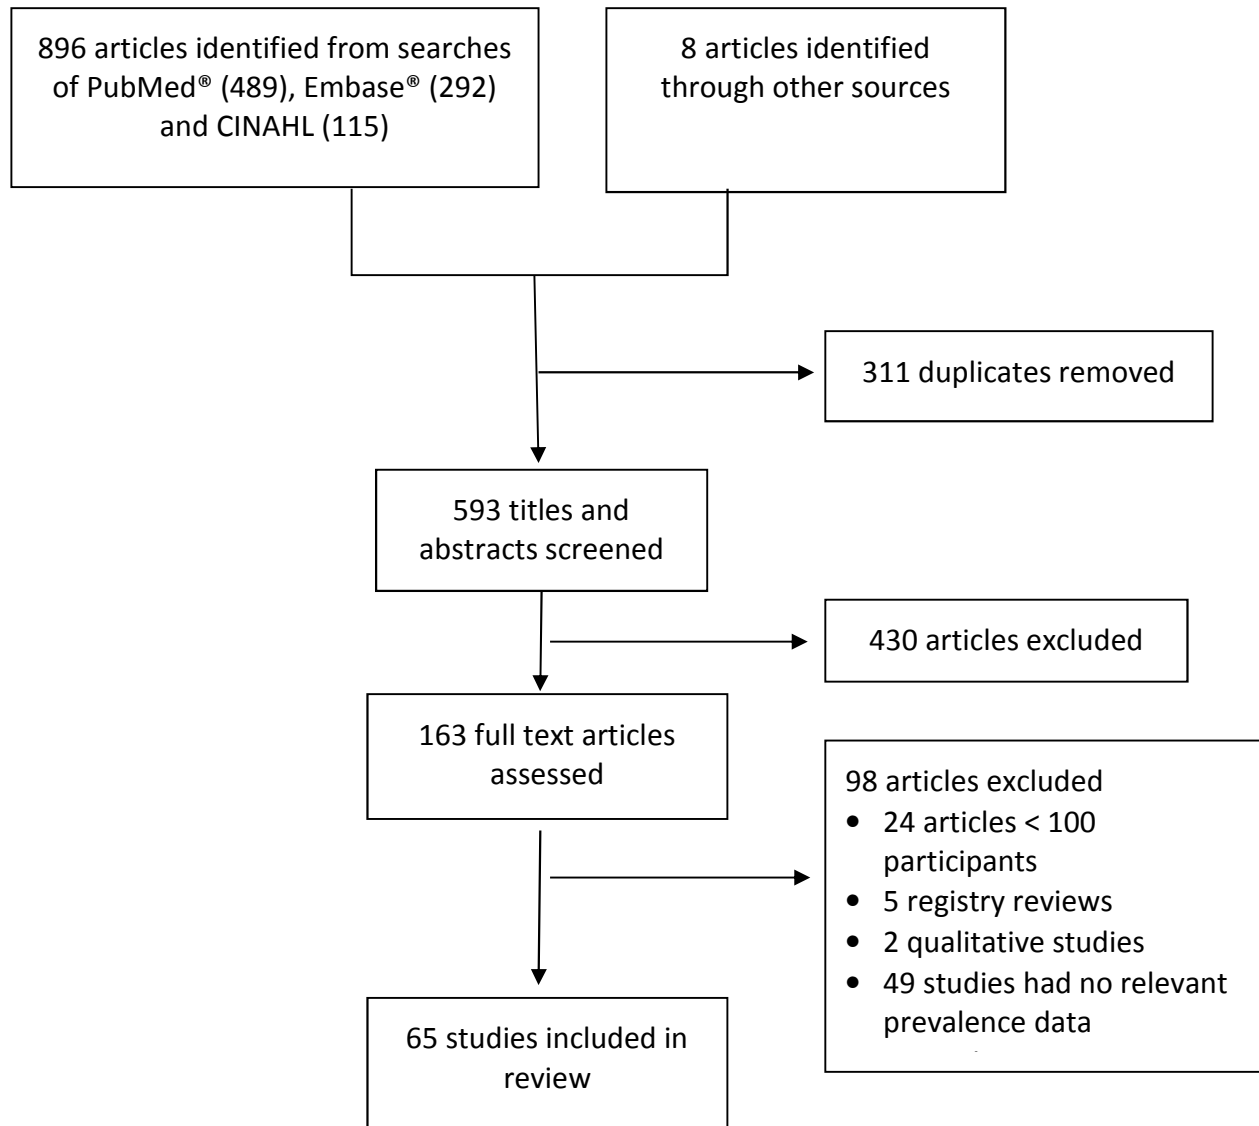 896 articles identified from searches
of PubMed® (489), Embase® (292)
and CINAHL (115)
8 articles identified
through other sources
311 duplicates removed
593 titles and
abstracts screened
430 articles excluded
163 full text articles
assessed
98 articles excluded
• 24 articles < 100
participants
• 5 registry reviews
• 2 qualitative studies
• 49 studies had no relevant
prevalence data
65 studies included in
review